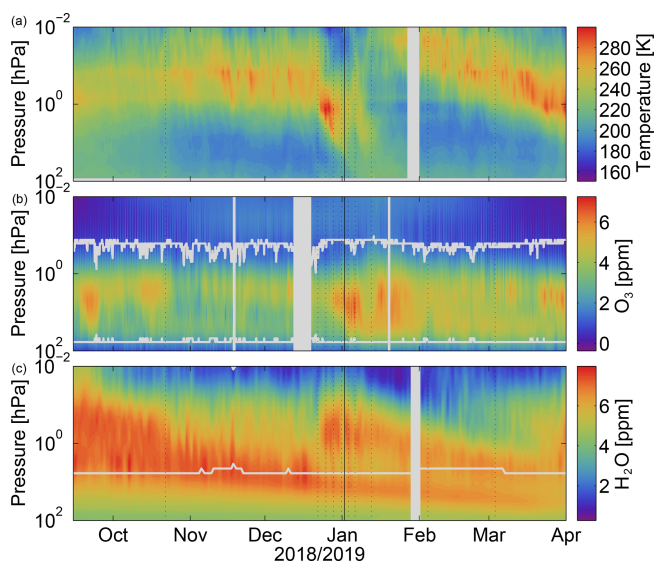 (a)
10⁻²
10⁰
10²
Pressure [hPa]
280
260
240
220
200
180
160
Temperature [K]
(b)
10⁻²
10⁰
10²
Pressure [hPa]
6
4
2
0
O₃ [ppm]
(c)
10⁻²
10⁰
10²
Pressure [hPa]
6
4
2
H₂O [ppm]
Oct Nov Dec Jan Feb Mar Apr
2018/2019